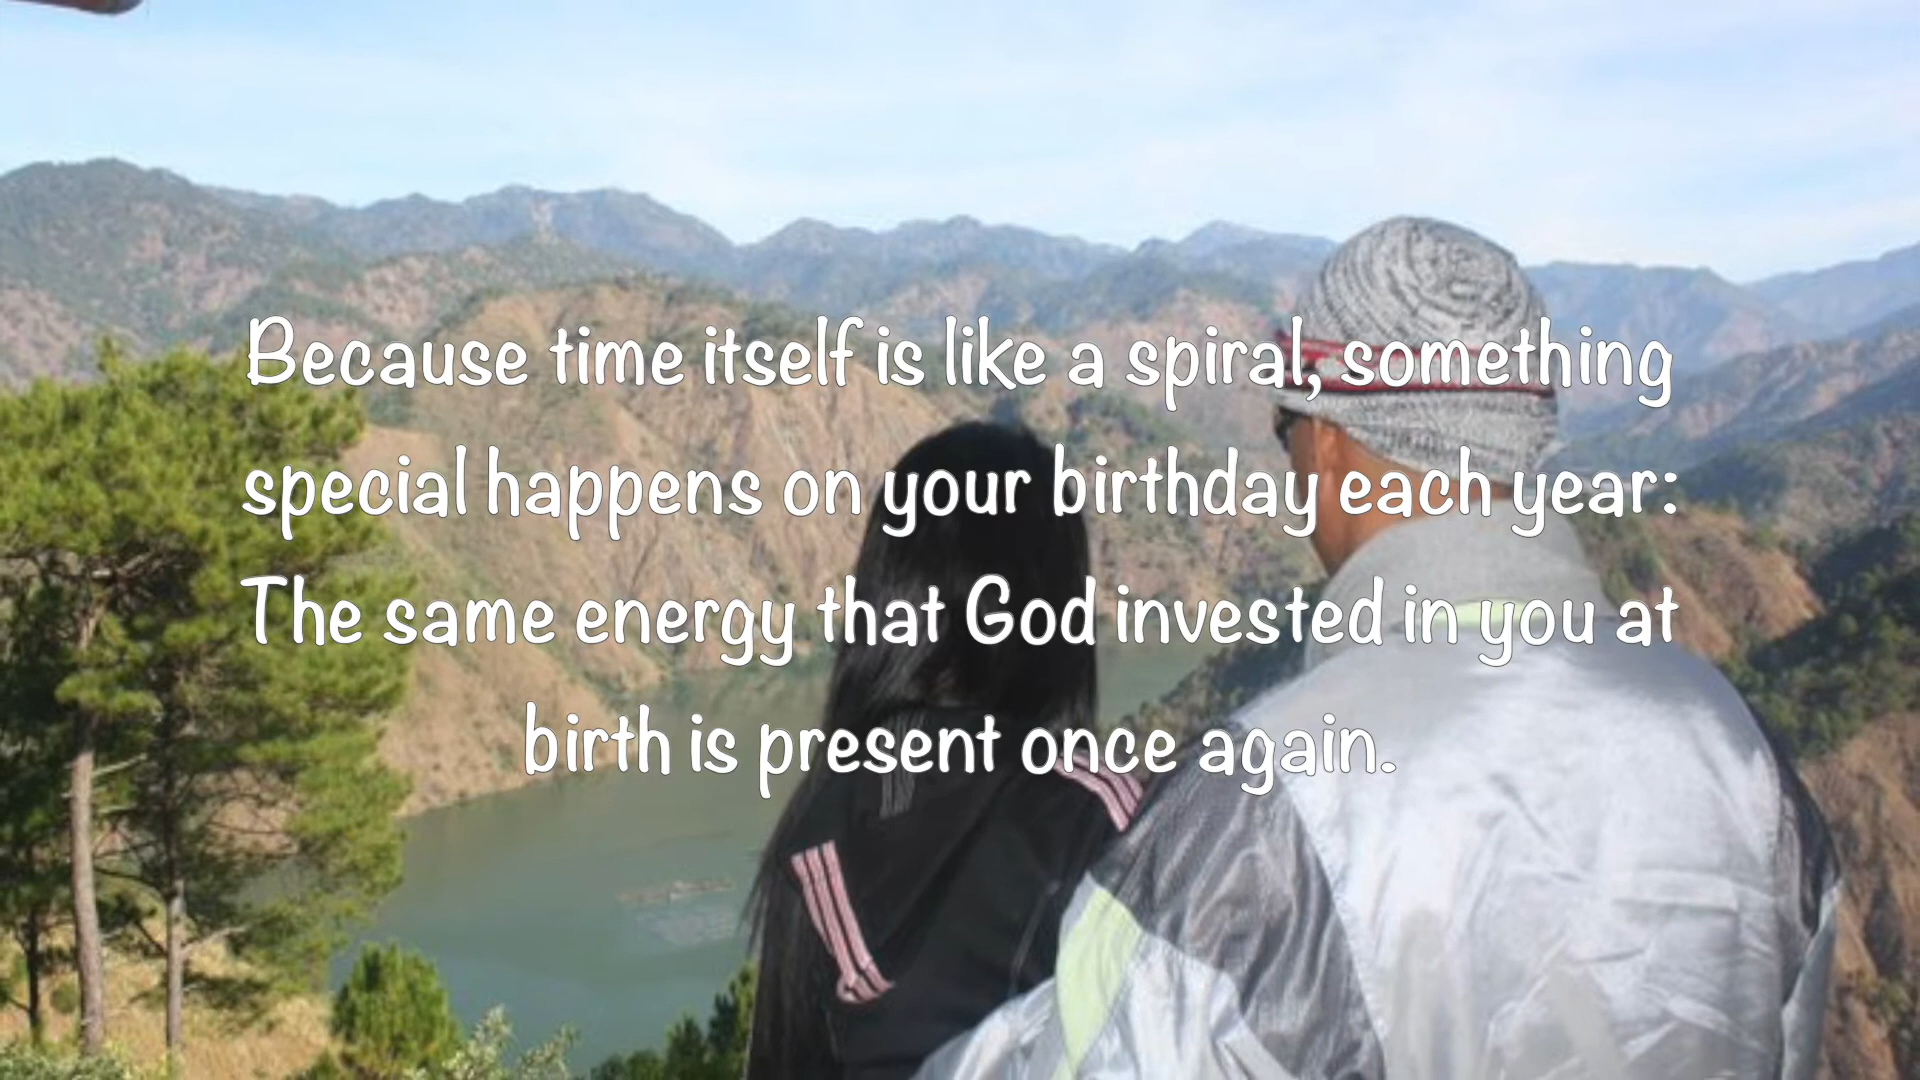 Because time itself is like a spiral, something
special happens on your birthday each year:
The same energy that God invested in you at
birth is present once again.